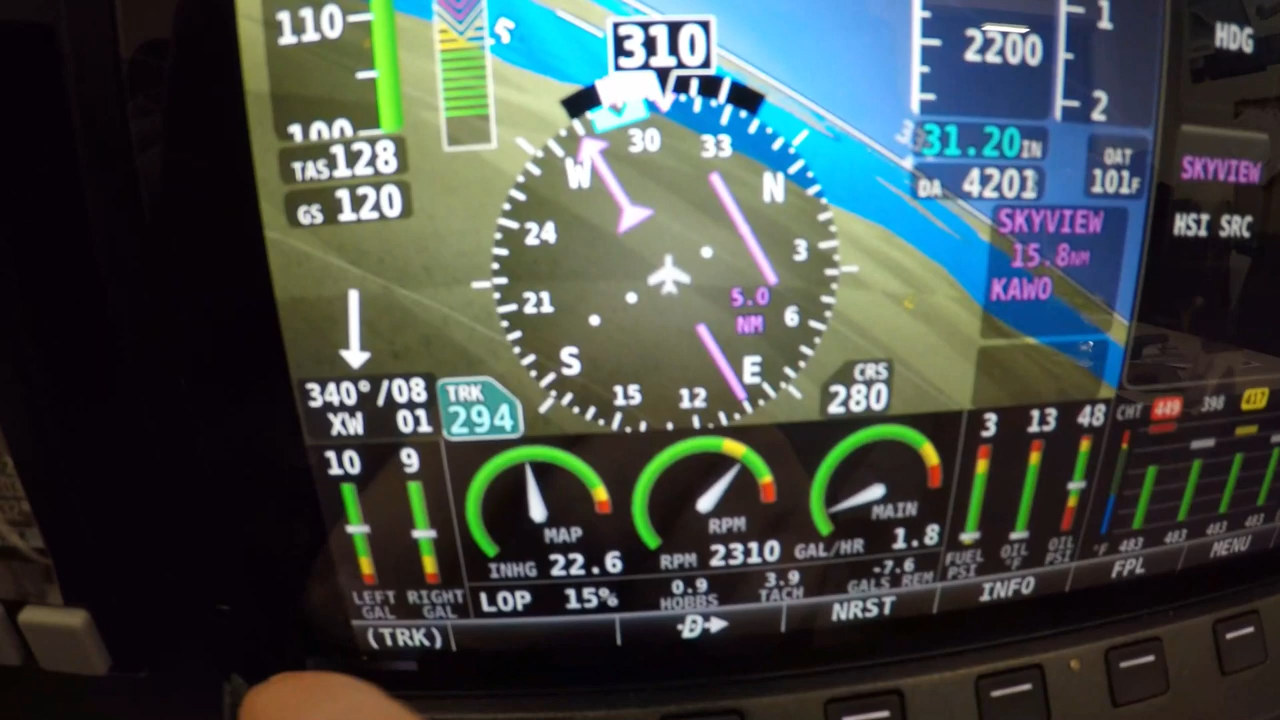 110
5
310
2200
1
2
HDG
100
TAS 128
GS 120
30
33
W
N
24
3
21
6
S
E
15
12
31.20 IN
DA 4201
OAT
101F
SKYVIEW
15.8NM
KAWO
SKYVIEW
HSI SRC
5.0
NM
340°/08
XW 01
TRK
294
CRS
280
10
9
LEFT
GAL
RIGHT
GAL
MAP
INHG 22.6
RPM
RPM 2310
MAIN
GAL/HR 1.8
LOP 15%
0.9
HOBBS
3.9
TACH
-7.6
GALS REM
3
13
48
FUEL
PSI
OIL
°F
OIL
PSI
CHT 449 398 417
°F 483 483 483 483
(TRK)
D
NRST
INFO
FPL
MENU